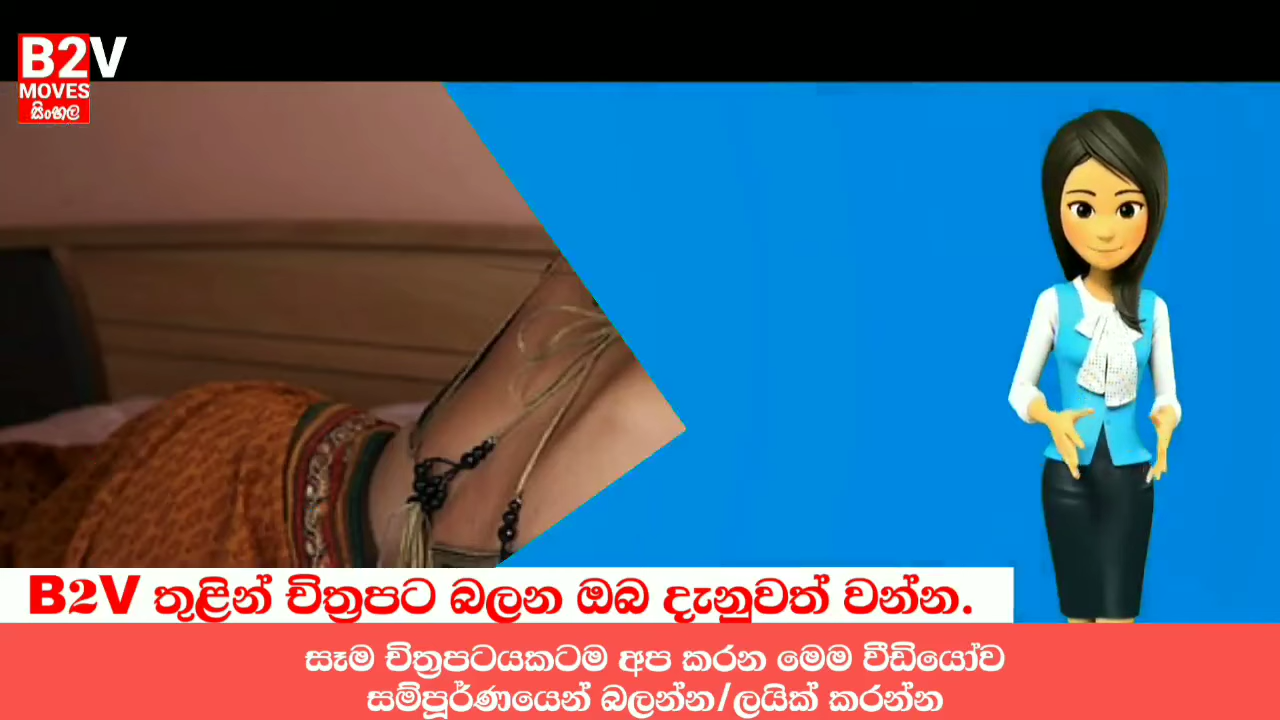 B2V
MOVES
සිංහල
B2V තුළින් චිත්‍රපට බලන ඔබ දැනුවත් වන්න.
සෑම චිත්‍රපටයකටම අප කරන මෙම වීඩියෝව
සම්පූර්ණයෙන් බලන්න/ලයික් කරන්න